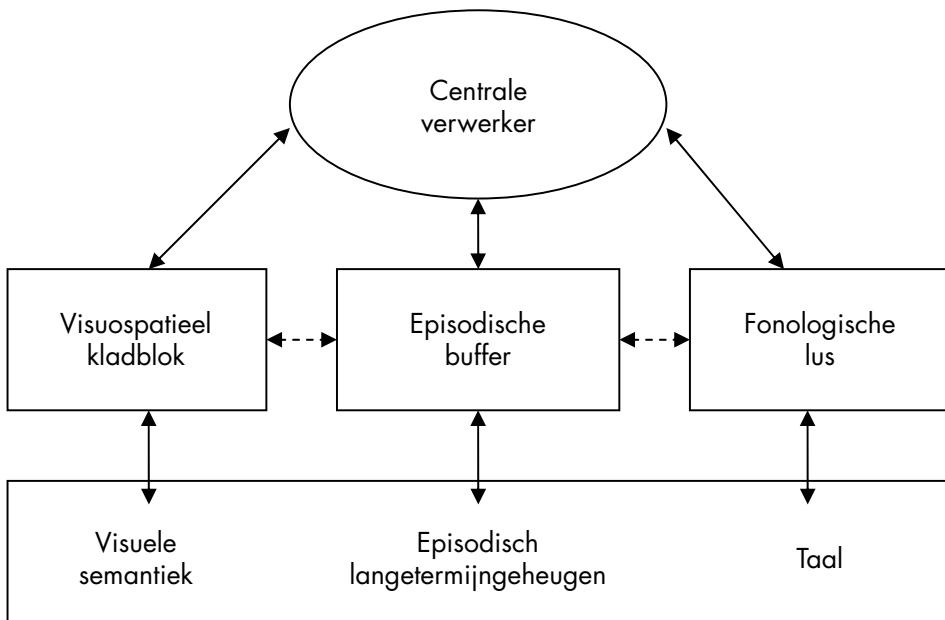 Centrale
verwerker
Visuospatieel
kladblok
Episodische
buffer
Fonologische
lus
Visuele
semantiek
Episodisch
langetermijngeheugen
Taal